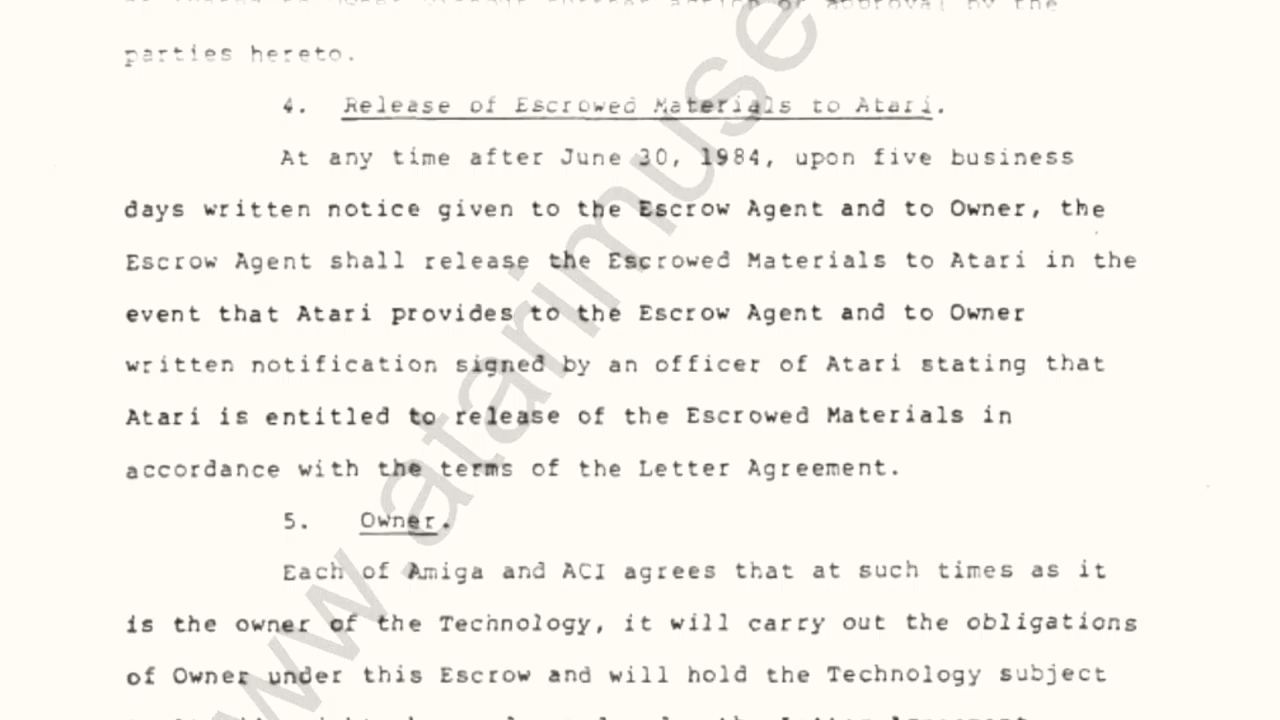 approval by the
parties hereto.
4. Release of Escrowed Materials to Atari.
At any time after June 30, 1984, upon five business
days written notice given to the Escrow Agent and to Owner, the
Escrow Agent shall release the Escrowed Materials to Atari in the
event that Atari provides to the Escrow Agent and to Owner
written notification signed by an officer of Atari stating that
Atari is entitled to release of the Escrowed Materials in
accordance with the terms of the Letter Agreement.
5. Owner.
Each of Amiga and ACI agrees that at such times as it
is the owner of the Technology, it will carry out the obligations
of Owner under this Escrow and will hold the Technology subject
www.atarimuse